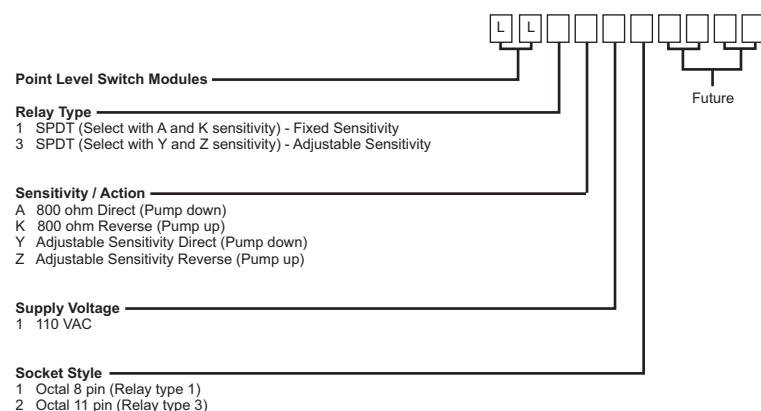 L L
Future
Point Level Switch Modules
Relay Type
1 SPDT (Select with A and K sensitivity) - Fixed Sensitivity
3 SPDT (Select with Y and Z sensitivity) - Adjustable Sensitivity
Sensitivity / Action
A 800 ohm Direct (Pump down)
K 800 ohm Reverse (Pump up)
Y Adjustable Sensitivity Direct (Pump down)
Z Adjustable Sensitivity Reverse (Pump up)
Supply Voltage
1 110 VAC
Socket Style
1 Octal 8 pin (Relay type 1)
2 Octal 11 pin (Relay type 3)